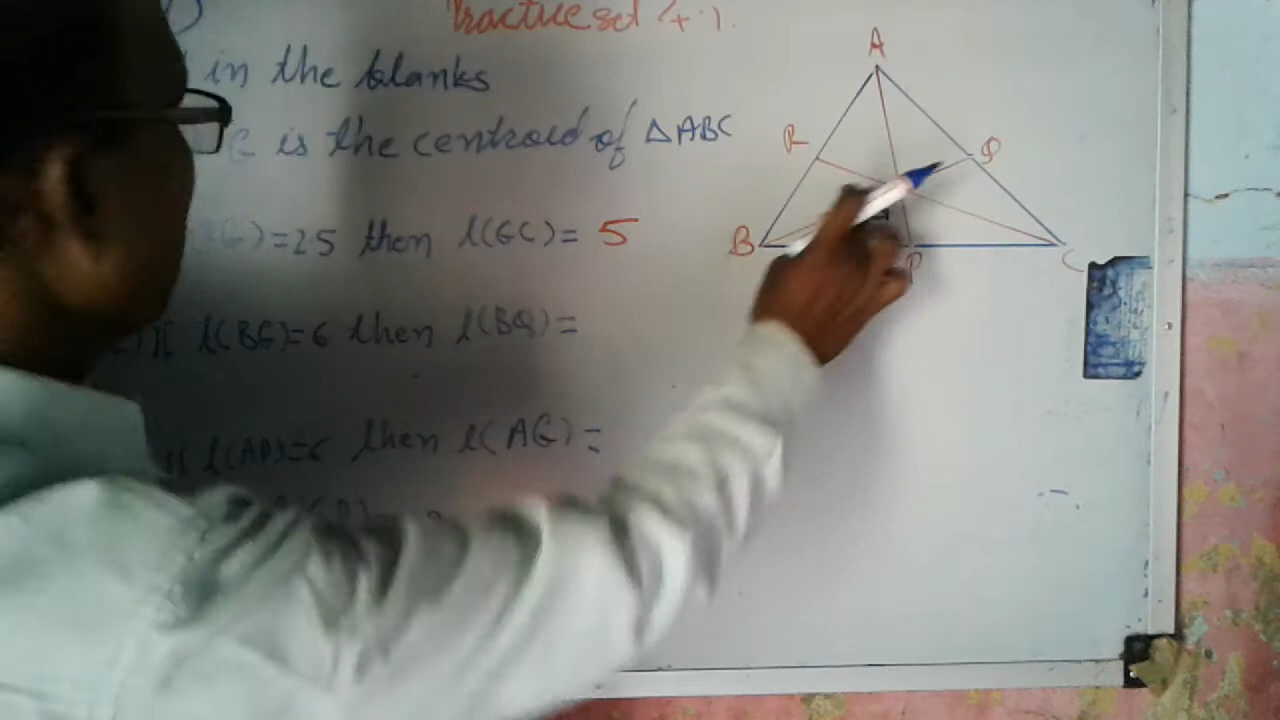 Practice set 4.1.
in the blanks
G is the centroid of △ABC
)=25 then l(GC)= 5
If l(BG)=6 then l(BQ)=
If l(AP)=6 then l(AG)=
A
R
Q
B
P
C